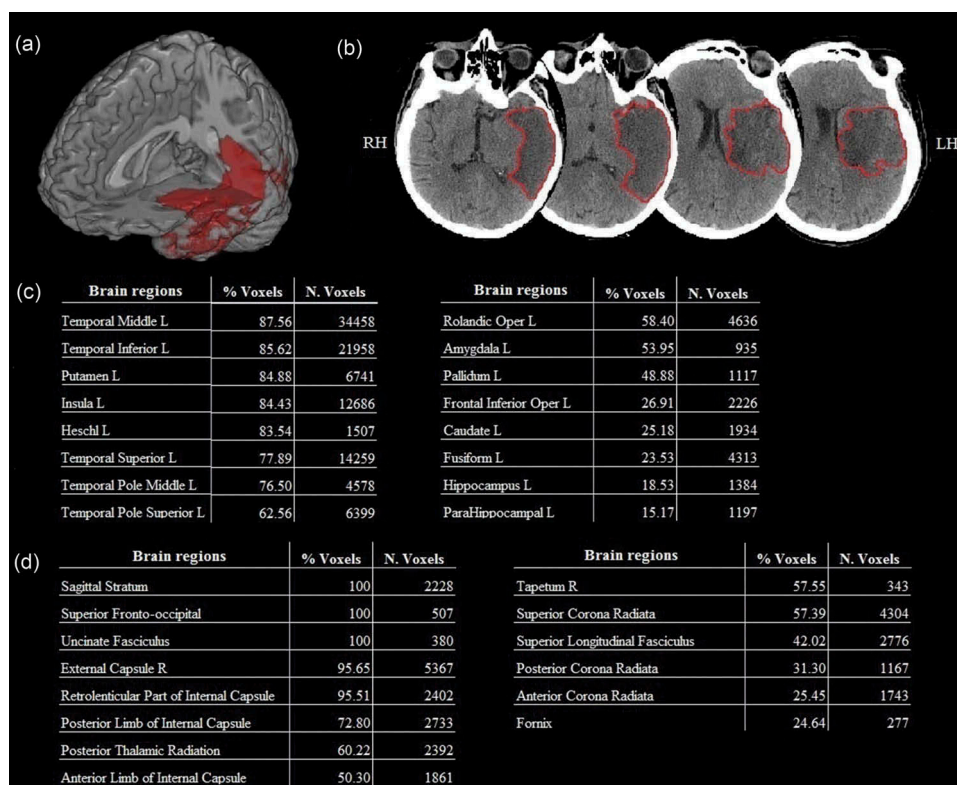 (a)
(b)
RH
LH
(c)
Brain regions % Voxels N. Voxels
Temporal Middle L 87.56 34458
Temporal Inferior L 85.62 21958
Putamen L 84.88 6741
Insula L 84.43 12686
Heschl L 83.54 1507
Temporal Superior L 77.89 14259
Temporal Pole Middle L 76.50 4578
Temporal Pole Superior L 62.56 6399
Brain regions % Voxels N. Voxels
Rolandic Oper L 58.40 4636
Amygdala L 53.95 935
Pallidum L 48.88 1117
Frontal Inferior Oper L 26.91 2226
Caudate L 25.18 1934
Fusiform L 23.53 4313
Hippocampus L 18.53 1384
ParaHippocampal L 15.17 1197
(d)
Brain regions % Voxels N. Voxels
Sagittal Stratum 100 2228
Superior Fronto-occipital 100 507
Uncinate Fasciculus 100 380
External Capsule R 95.65 5367
Retrolenticular Part of Internal Capsule 95.51 2402
Posterior Limb of Internal Capsule 72.80 2733
Posterior Thalamic Radiation 60.22 2392
Anterior Limb of Internal Capsule 50.30 1861
Brain regions % Voxels N. Voxels
Tapetum R 57.55 343
Superior Corona Radiata 57.39 4304
Superior Longitudinal Fasciculus 42.02 2776
Posterior Corona Radiata 31.30 1167
Anterior Corona Radiata 25.45 1743
Fornix 24.64 277